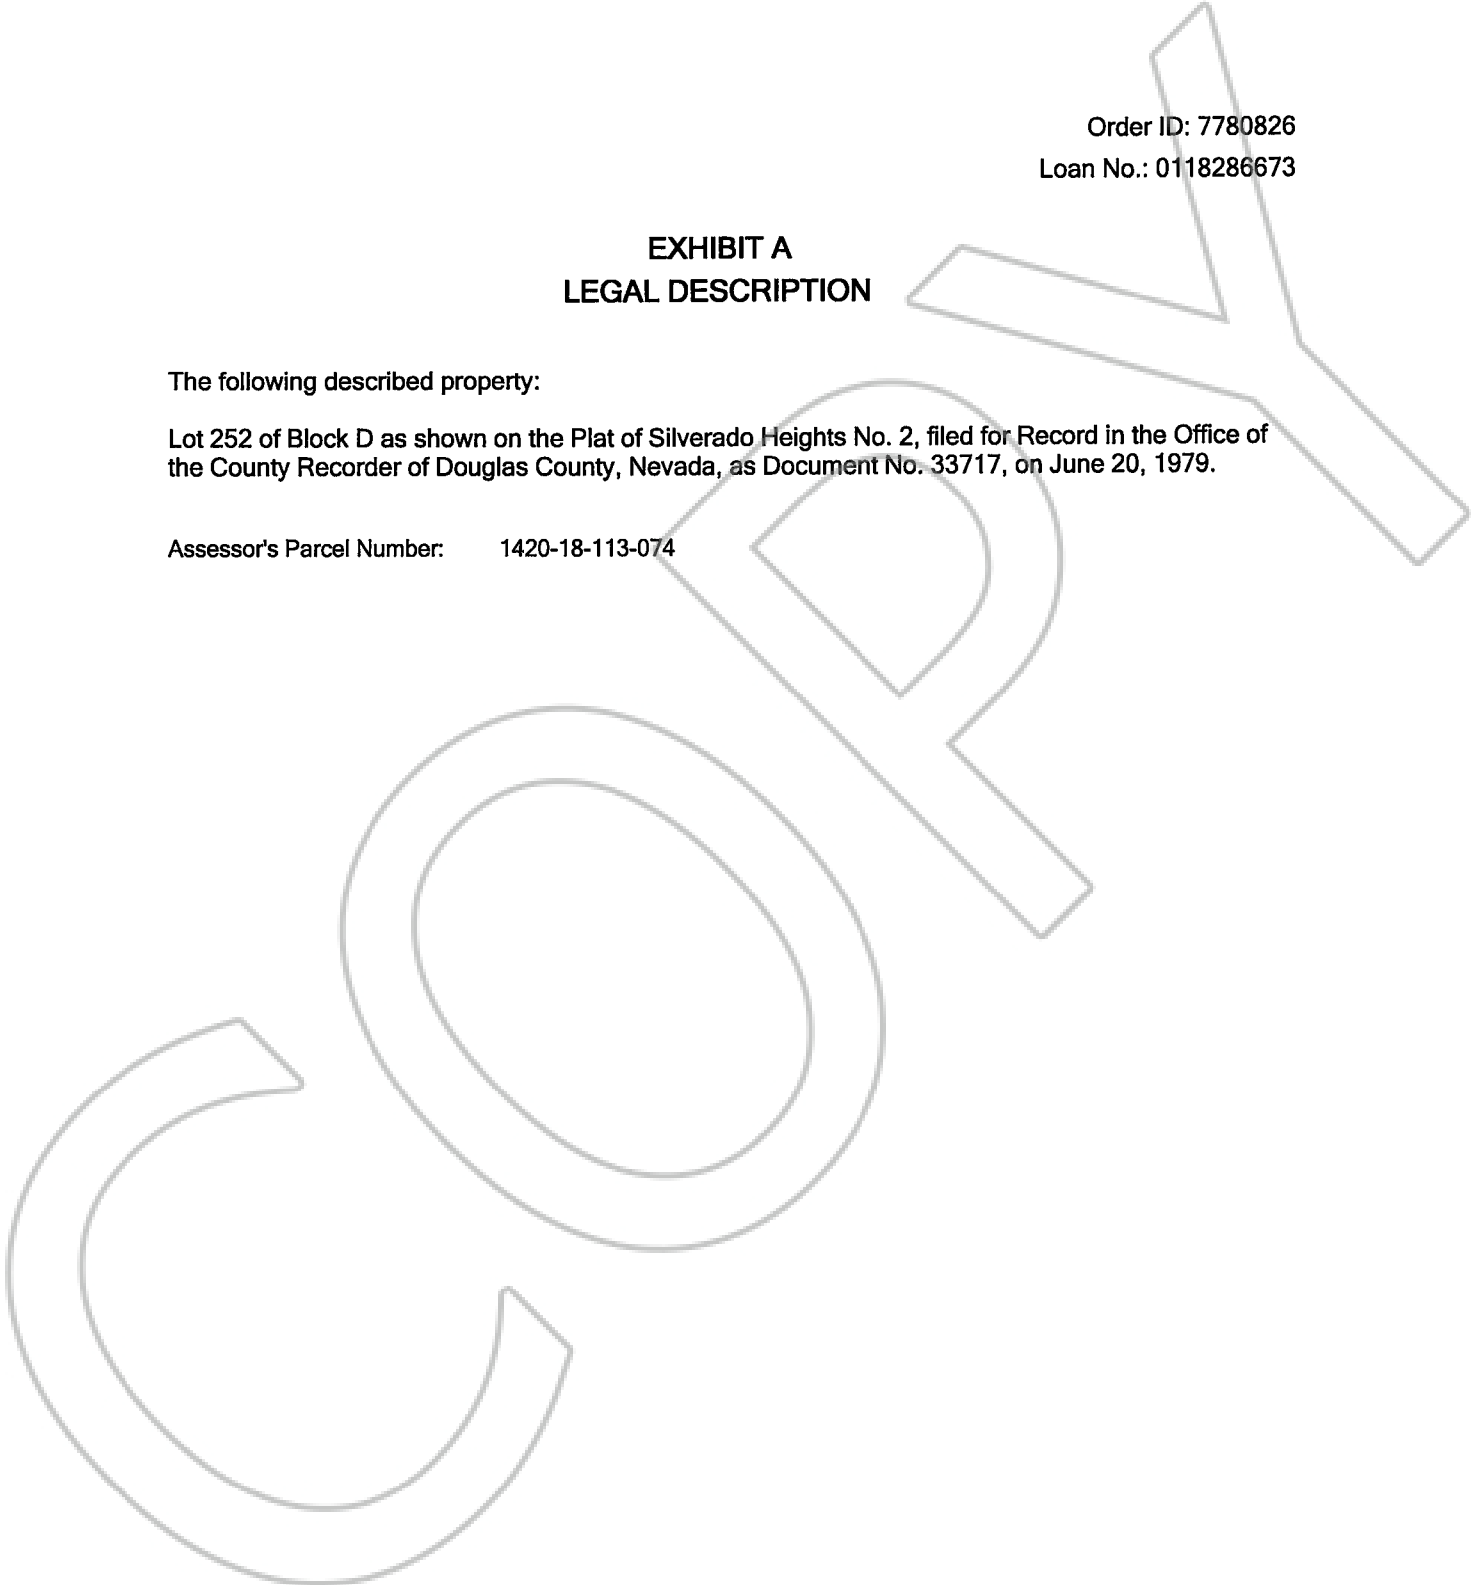 Order ID: 7780826
Loan No.: 0118286673
EXHIBIT A
LEGAL DESCRIPTION
The following described property:
Lot 252 of Block D as shown on the Plat of Silverado Heights No. 2, filed for Record in the Office of
the County Recorder of Douglas County, Nevada, as Document No. 33717, on June 20, 1979.
Assessor's Parcel Number: 1420-18-113-074
COPY